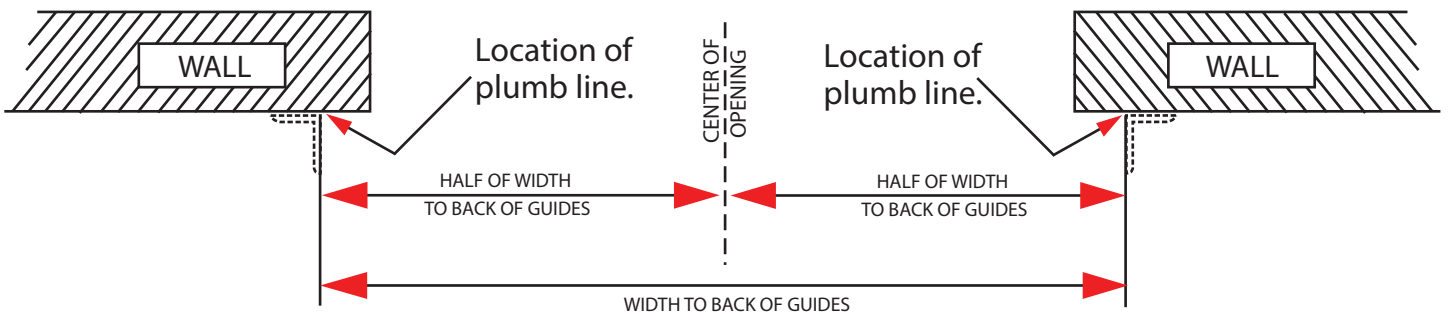 WALL
Location of
plumb line.
CENTER OF
OPENING
Location of
plumb line.
WALL
HALF OF WIDTH
TO BACK OF GUIDES
HALF OF WIDTH
TO BACK OF GUIDES
WIDTH TO BACK OF GUIDES